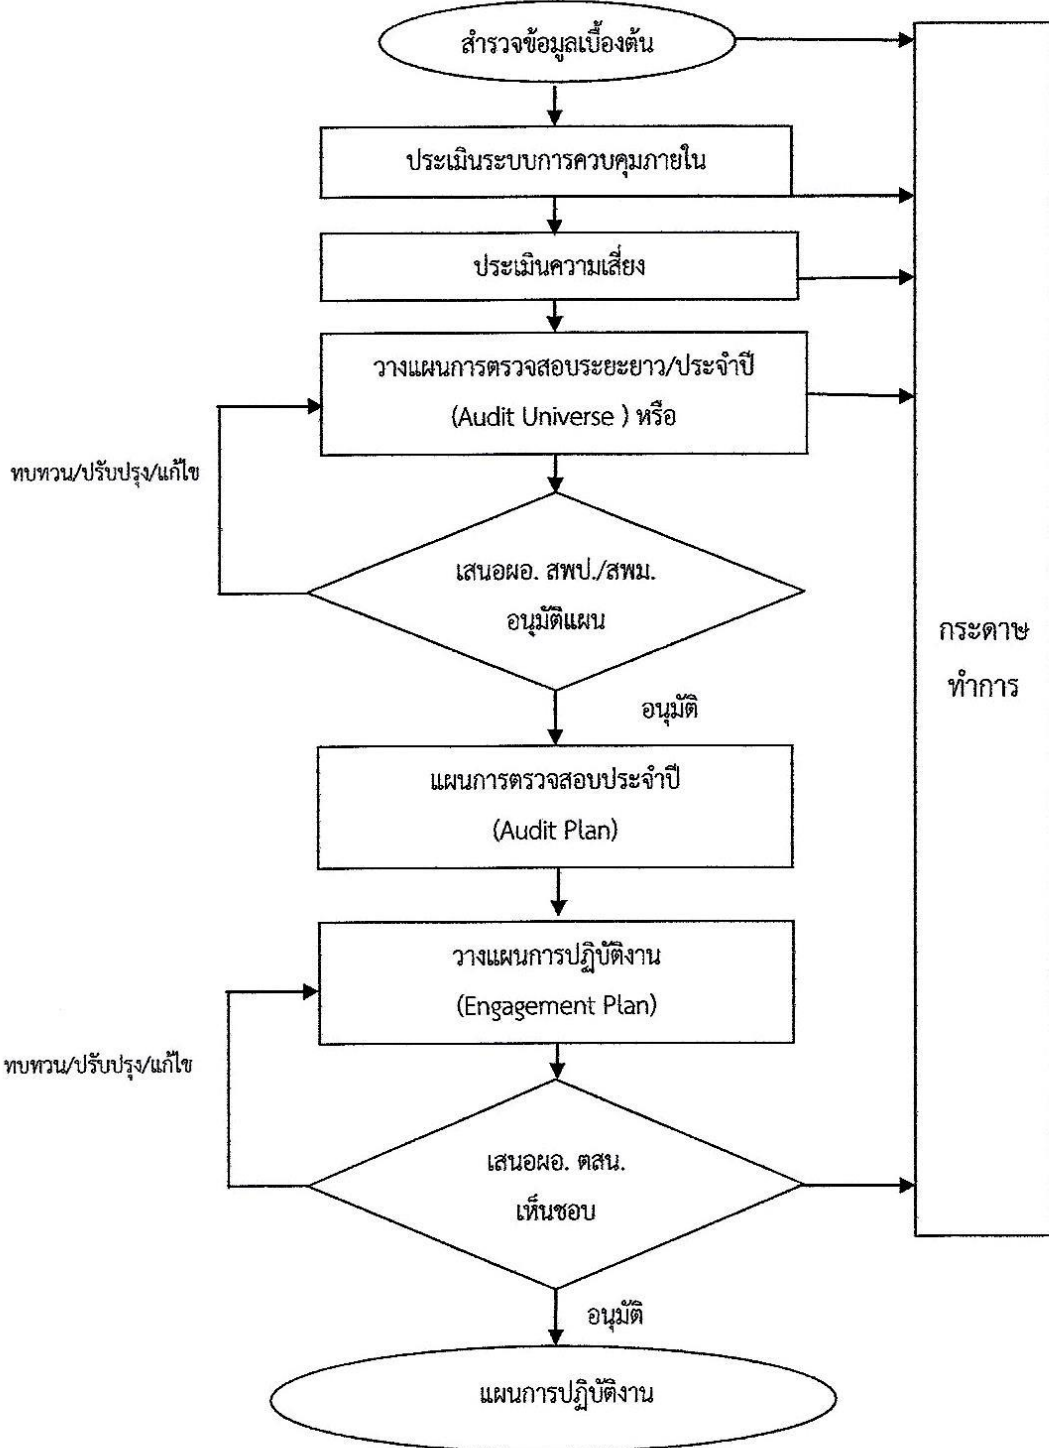 สำรวจข้อมูลเบื้องต้น
ประเมินระบบการควบคุมภายใน
ประเมินความเสี่ยง
วางแผนการตรวจสอบระยะยาว/ประจำปี
(Audit Universe ) หรือ
ทบทวน/ปรับปรุง/แก้ไข
เสนอผอ. สพป./สพม.
อนุมัติแผน
กระดาษ
ทำการ
อนุมัติ
แผนการตรวจสอบประจำปี
(Audit Plan)
วางแผนการปฏิบัติงาน
(Engagement Plan)
ทบทวน/ปรับปรุง/แก้ไข
เสนอผอ. ตสน.
เห็นชอบ
อนุมัติ
แผนการปฏิบัติงาน